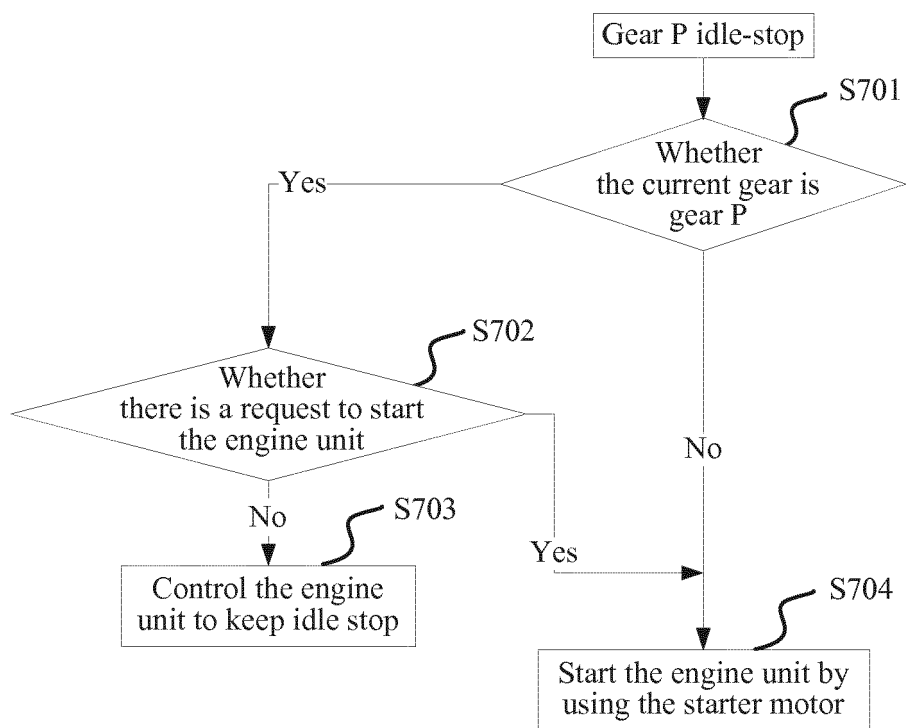 Gear P idle-stop
S701
Whether
the current gear is
gear P
Yes
S702
Whether
there is a request to start
the engine unit
No
No
S703
Yes
Control the engine
unit to keep idle stop
S704
Start the engine unit by
using the starter motor